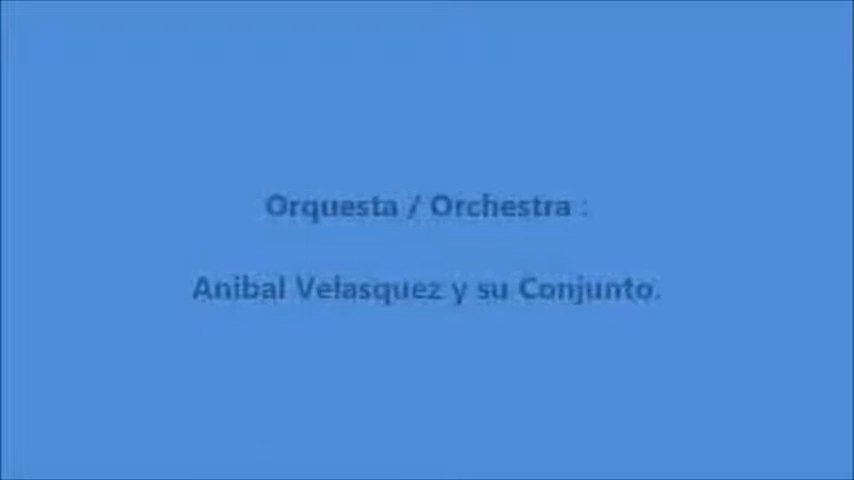 Orquesta / Orchestra :
Anibal Velasquez y su Conjunto.